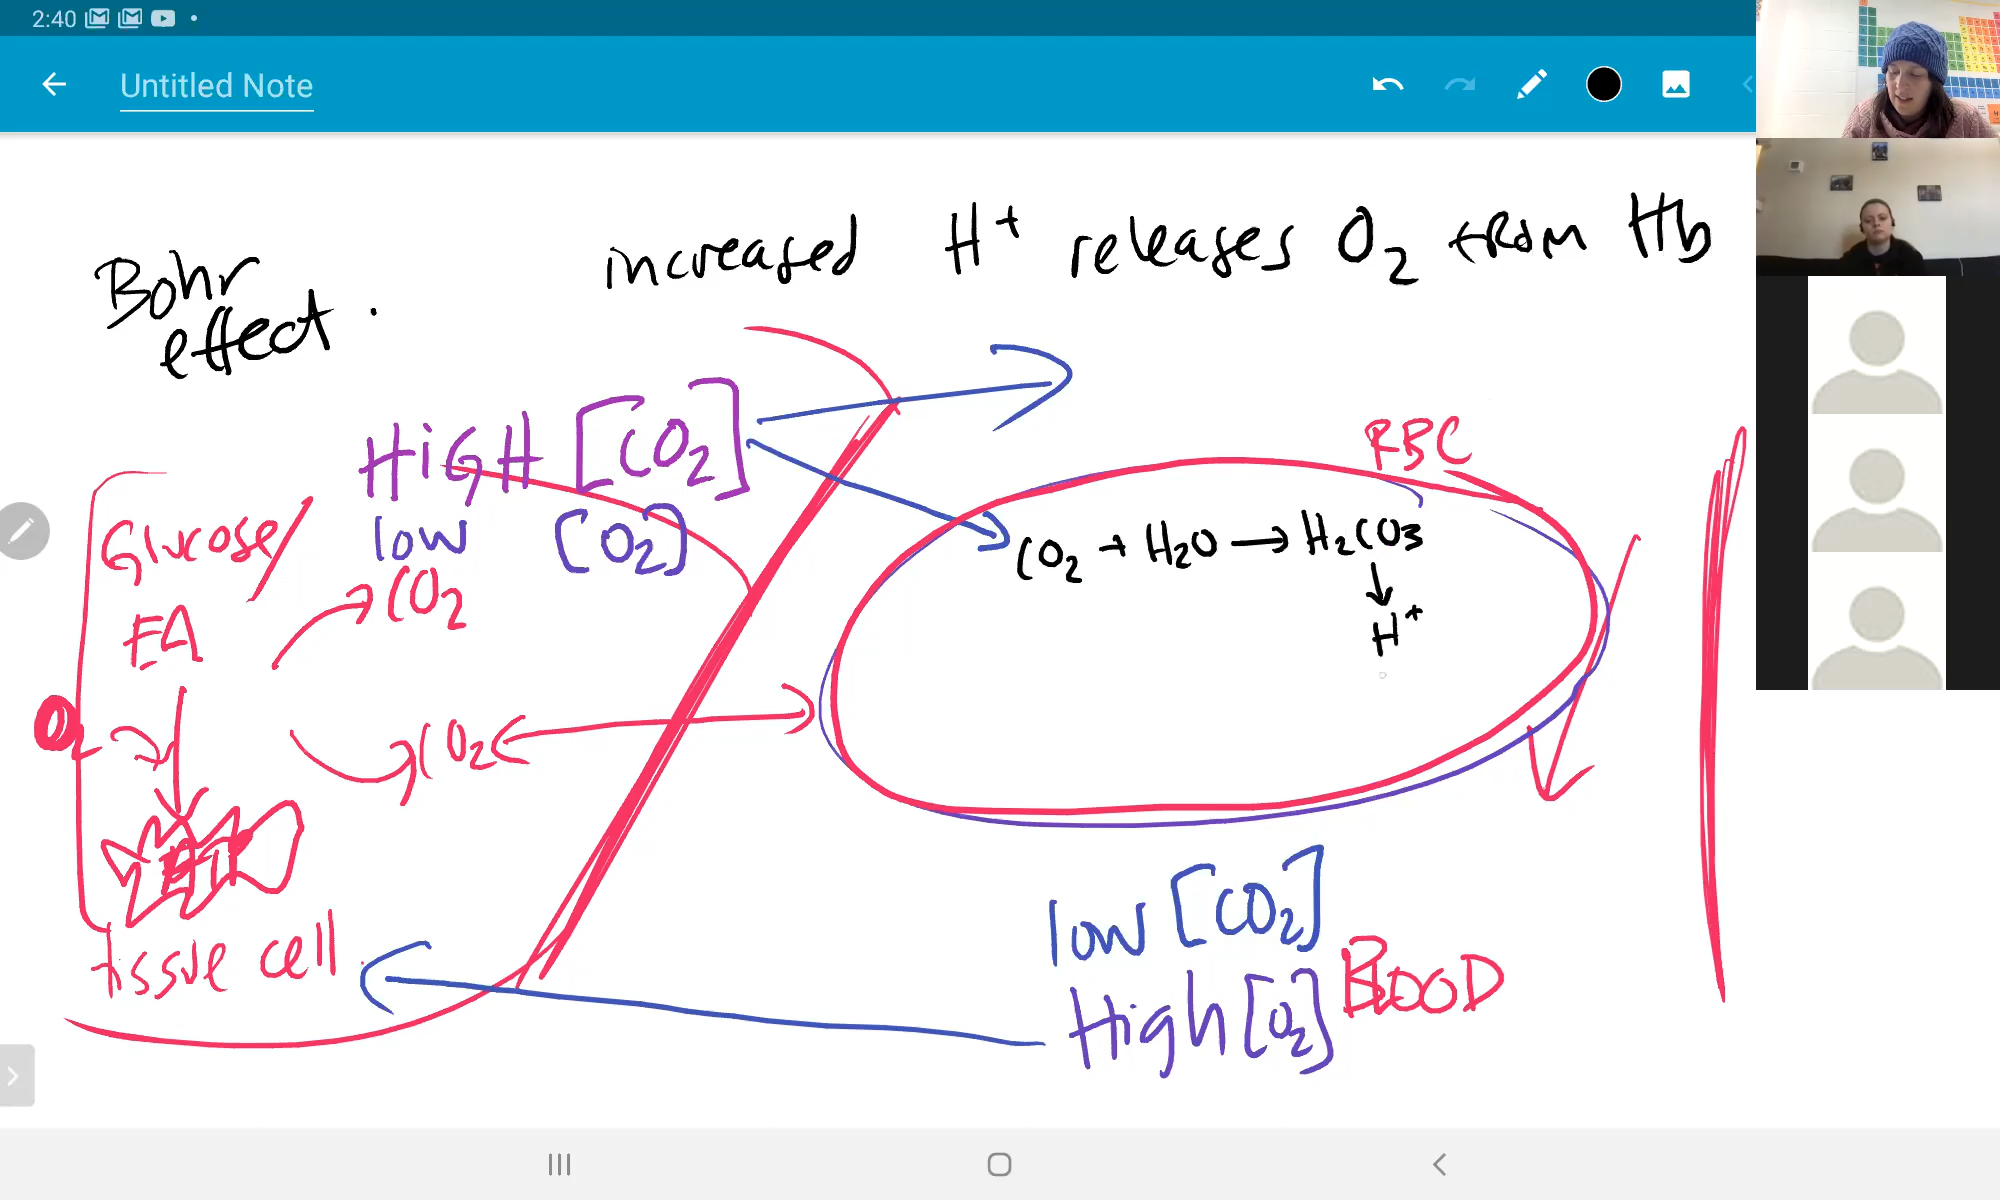 2:40
Untitled Note
Bohr effect.
increased H+ releases O2 from Hb
HiGH [CO2]
low [O2]
RBC
Glucose/
FA
CO2
CO2 + H2O → H2CO3
↓
H+
O2
CO2
tissue cell
low [CO2]
High [O2]
BLOOD